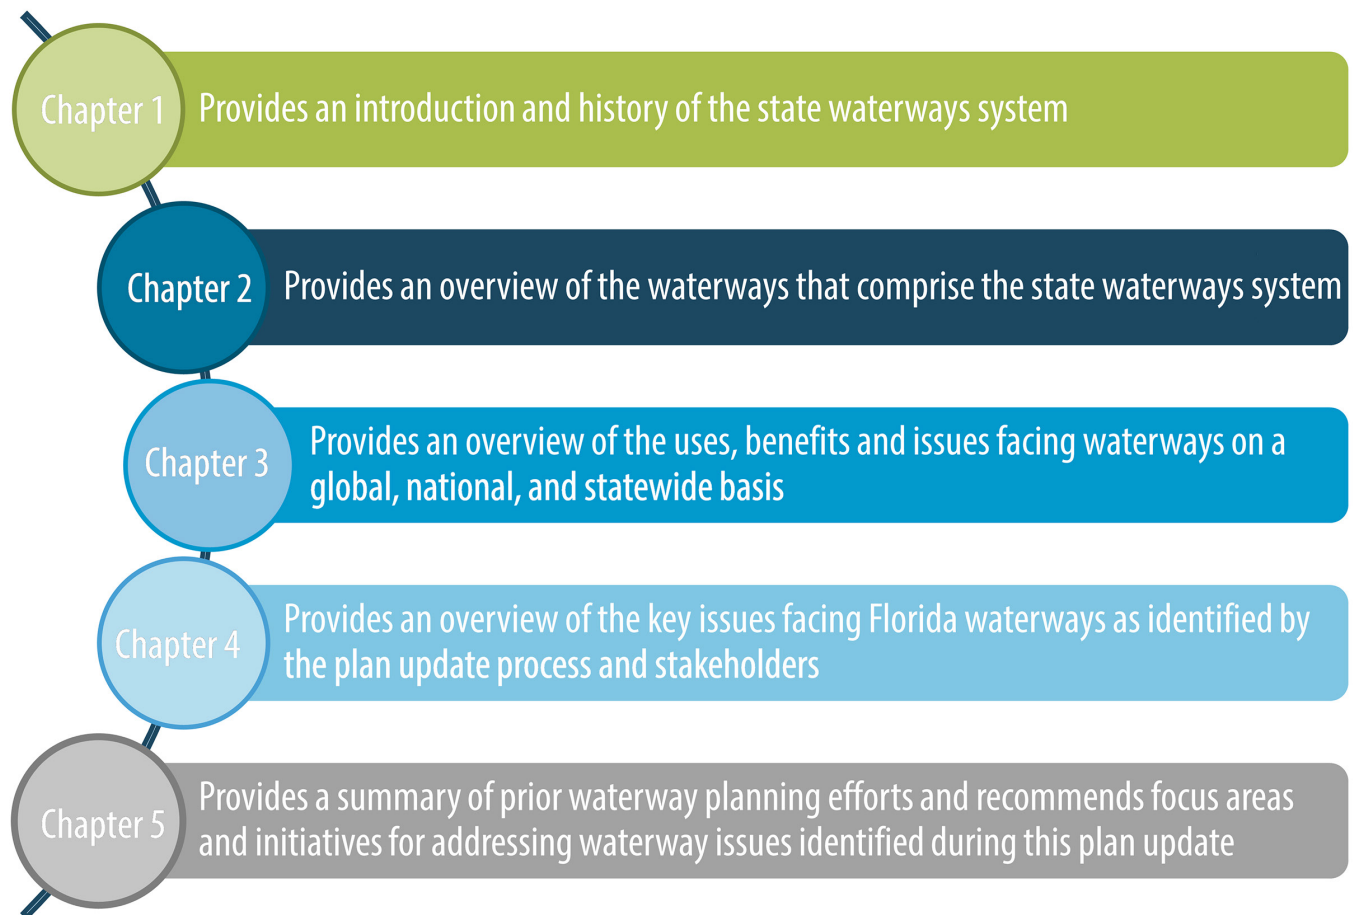 Chapter 1
Provides an introduction and history of the state waterways system
Chapter 2
Provides an overview of the waterways that comprise the state waterways system
Chapter 3
Provides an overview of the uses, benefits and issues facing waterways on a
global, national, and statewide basis
Chapter 4
Provides an overview of the key issues facing Florida waterways as identified by
the plan update process and stakeholders
Chapter 5
Provides a summary of prior waterway planning efforts and recommends focus areas
and initiatives for addressing waterway issues identified during this plan update